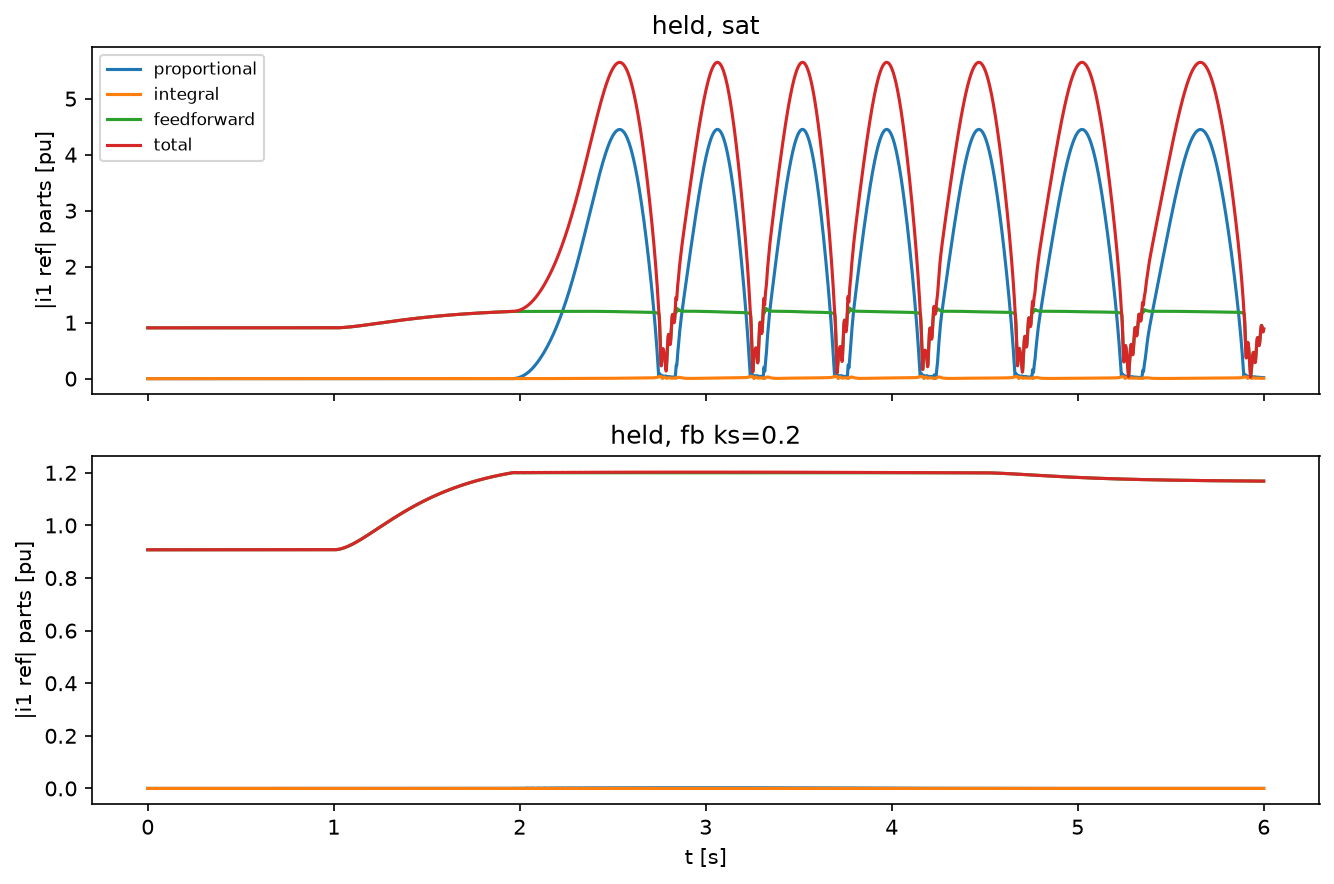 held, sat
|i1 ref| parts [pu]
5
4
3
2
1
0
proportional
integral
feedforward
total
held, fb ks=0.2
|i1 ref| parts [pu]
1.2
1.0
0.8
0.6
0.4
0.2
0.0
0 1 2 3 4 5 6
t [s]